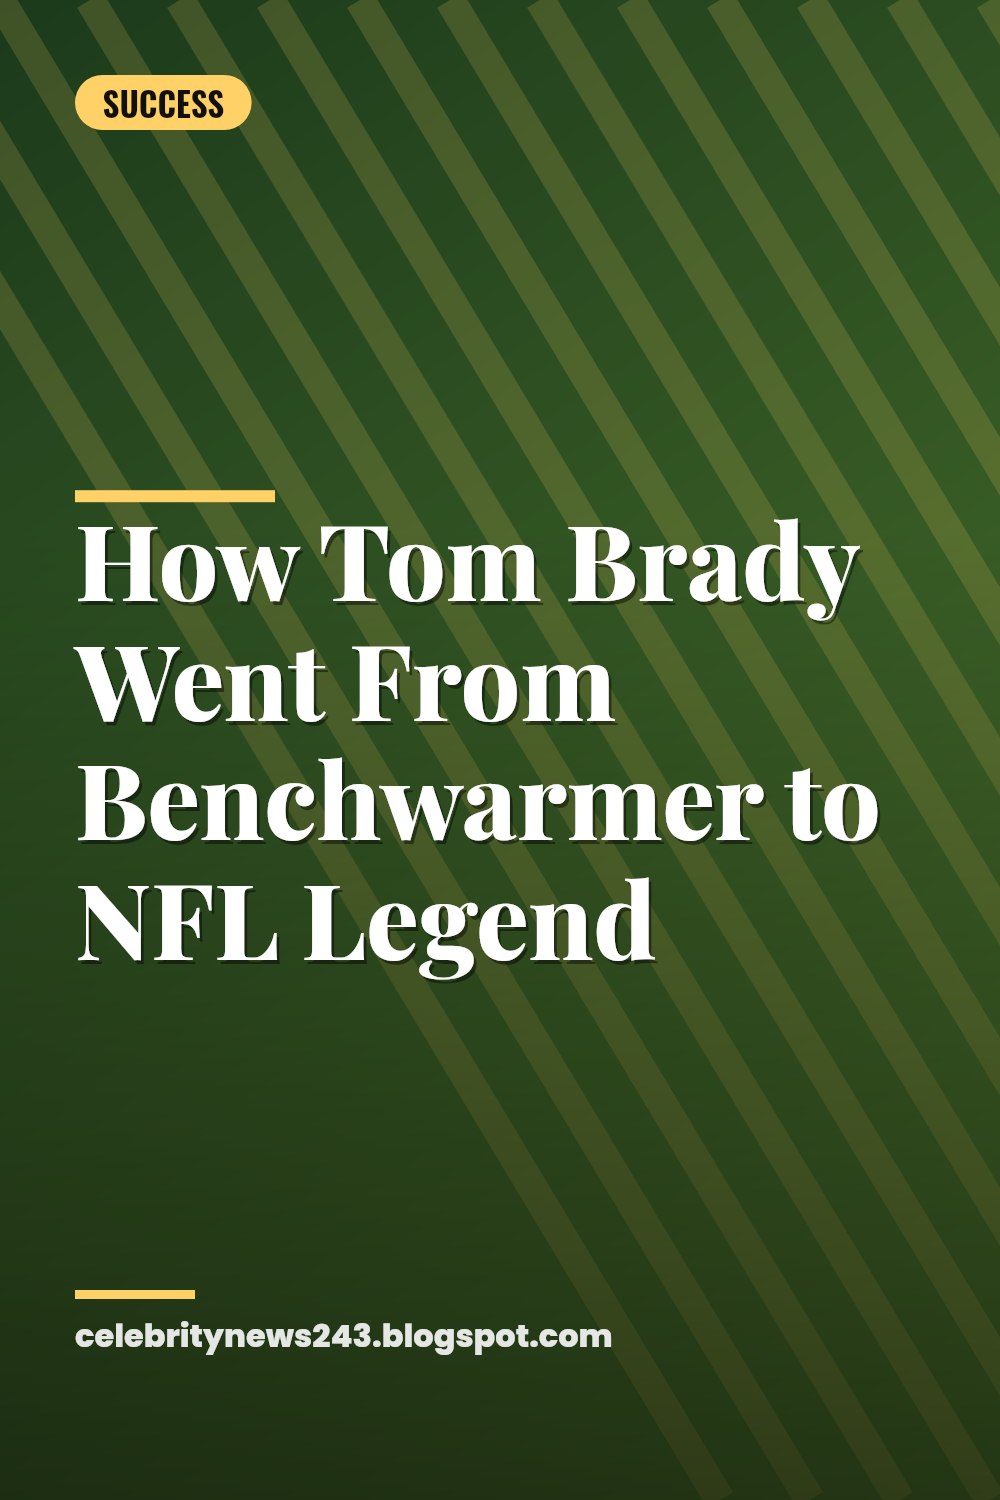 SUCCESS
How Tom Brady
Went From
Benchwarmer to
NFL Legend
celebritynews243.blogspot.com